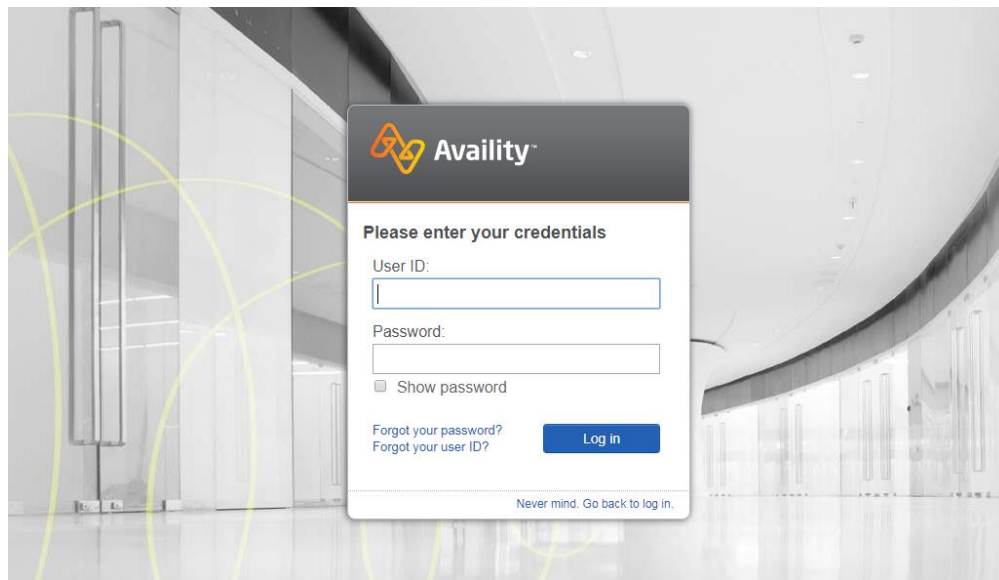 Availity™
Please enter your credentials
User ID:
Password:
Show password
Forgot your password?
Log in
Forgot your user ID?
Never mind. Go back to log in.